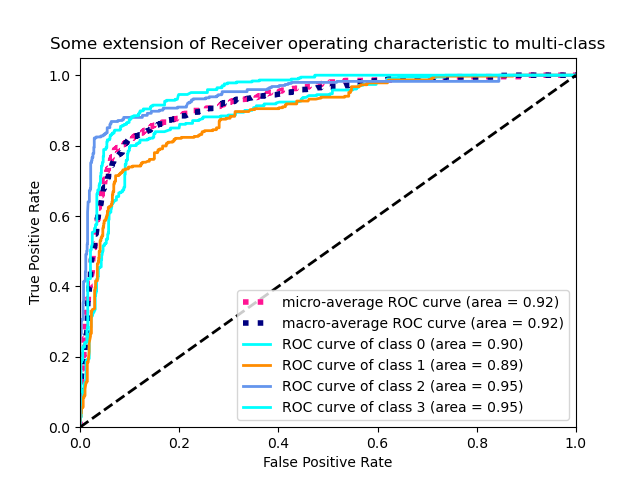 Some extension of Receiver operating characteristic to multi-class
True Positive Rate
1.0
0.8
0.6
0.4
0.2
0.0
micro-average ROC curve (area = 0.92)
macro-average ROC curve (area = 0.92)
ROC curve of class 0 (area = 0.90)
ROC curve of class 1 (area = 0.89)
ROC curve of class 2 (area = 0.95)
ROC curve of class 3 (area = 0.95)
0.0 0.2 0.4 0.6 0.8 1.0
False Positive Rate